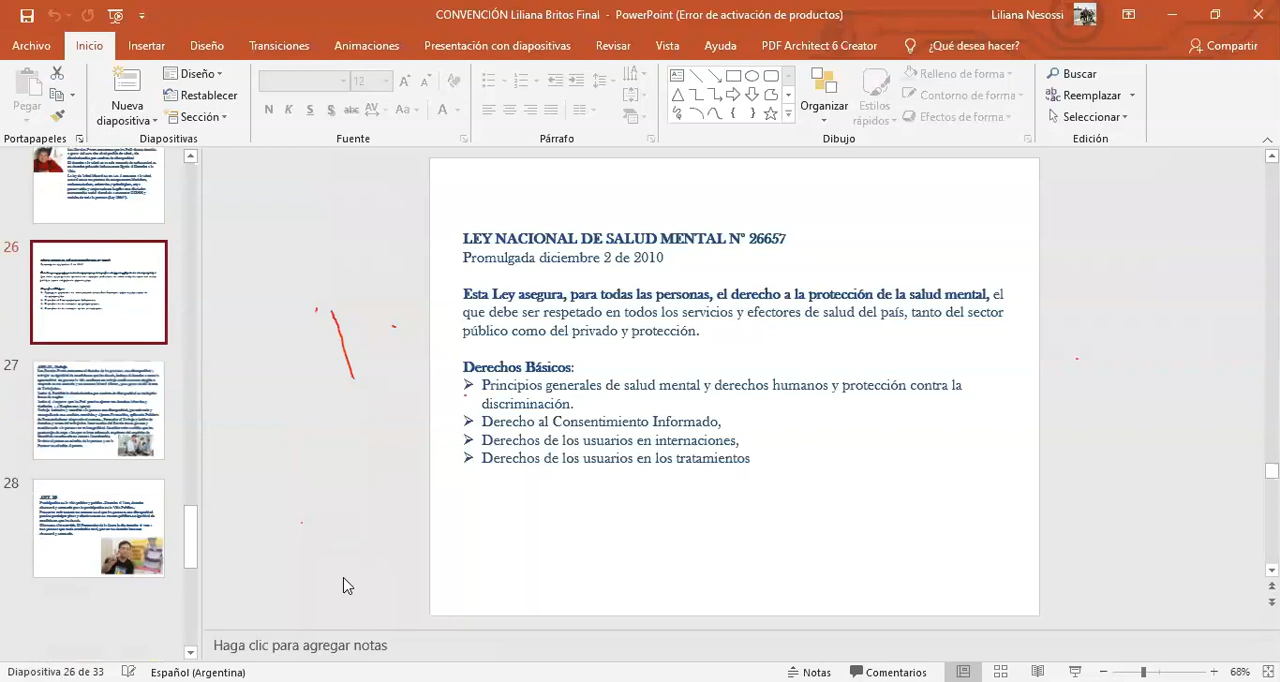 CONVENCIÓN Liliana Britos Final - PowerPoint (Error de activación de productos)
Liliana Nesossi
Archivo Inicio Insertar Diseño Transiciones Animaciones Presentación con diapositivas Revisar Vista Ayuda PDF Architect 6 Creator ¿Qué desea hacer? Compartir
Pegar
Portapapeles
Nueva diapositiva
Diseño
Restablecer
Sección
Diapositivas
12
N K S S abc AV Aa A
Fuente
Párrafo
Organizar
Estilos rápidos
Relleno de forma
Contorno de forma
Efectos de forma
Dibujo
Buscar
Reemplazar
Seleccionar
Edición
26
27
28
LEY NACIONAL DE SALUD MENTAL N° 26657
Promulgada diciembre 2 de 2010
Esta Ley asegura, para todas las personas, el derecho a la protección de la salud mental, el
que debe ser respetado en todos los servicios y efectores de salud del país, tanto del sector
público como del privado y protección.
Derechos Básicos:
➢ Principios generales de salud mental y derechos humanos y protección contra la
discriminación.
➢ Derecho al Consentimiento Informado,
➢ Derechos de los usuarios en internaciones,
➢ Derechos de los usuarios en los tratamientos
Haga clic para agregar notas
Diapositiva 26 de 33 Español (Argentina) Notas Comentarios 68%